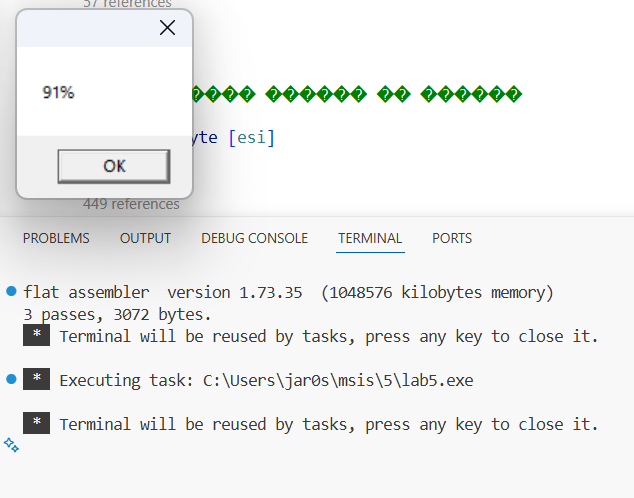 57 references
91%
���� ������ �� ������
yte [esi]
OK
449 references
PROBLEMS OUTPUT DEBUG CONSOLE TERMINAL PORTS
flat assembler  version 1.73.35  (1048576 kilobytes memory)
3 passes, 3072 bytes.
* Terminal will be reused by tasks, press any key to close it.
* Executing task: C:\Users\jar0s\msis\5\lab5.exe
* Terminal will be reused by tasks, press any key to close it.